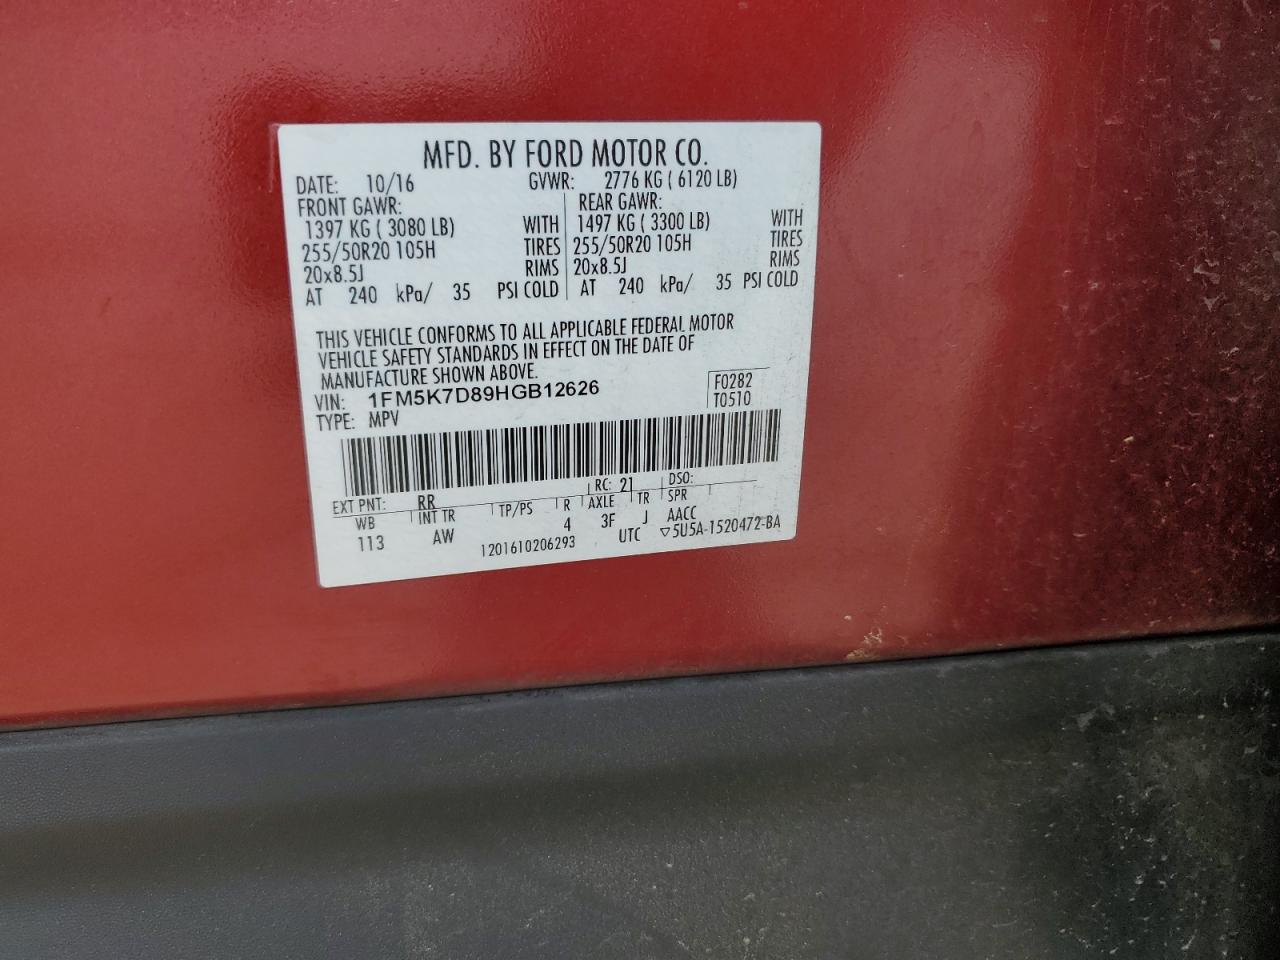 MFD. BY FORD MOTOR CO.
DATE: 10/16 GVWR: 2776 KG ( 6120 LB)
FRONT GAWR: REAR GAWR:
1397 KG ( 3080 LB) WITH 1497 KG ( 3300 LB) WITH
255/50R20 105H TIRES 255/50R20 105H TIRES
20x8.5J RIMS 20x8.5J RIMS
AT 240 kPa/ 35 PSI COLD AT 240 kPa/ 35 PSI COLD
THIS VEHICLE CONFORMS TO ALL APPLICABLE FEDERAL MOTOR
VEHICLE SAFETY STANDARDS IN EFFECT ON THE DATE OF
MANUFACTURE SHOWN ABOVE.
VIN: 1FM5K7D89HGB12626 F0282
TYPE: MPV T0510
EXT PNT: RR RC: 21 DSO:
WB INT TR TP/PS R AXLE TR SPR
113 AW 4 3F J AACC
1201610206293 UTC ▽5U5A-1520472-BA